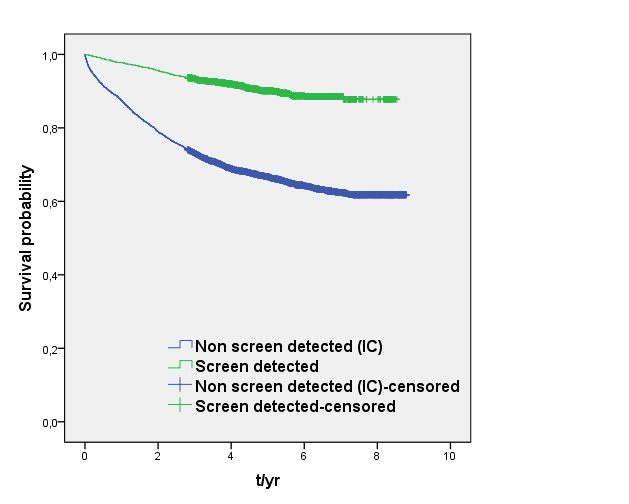 1,0
0,8
0,6
0,4
0,2
0,0
Survival probability
Non screen detected (IC)
Screen detected
Non screen detected (IC)-censored
Screen detected-censored
0 2 4 6 8 10
t/yr